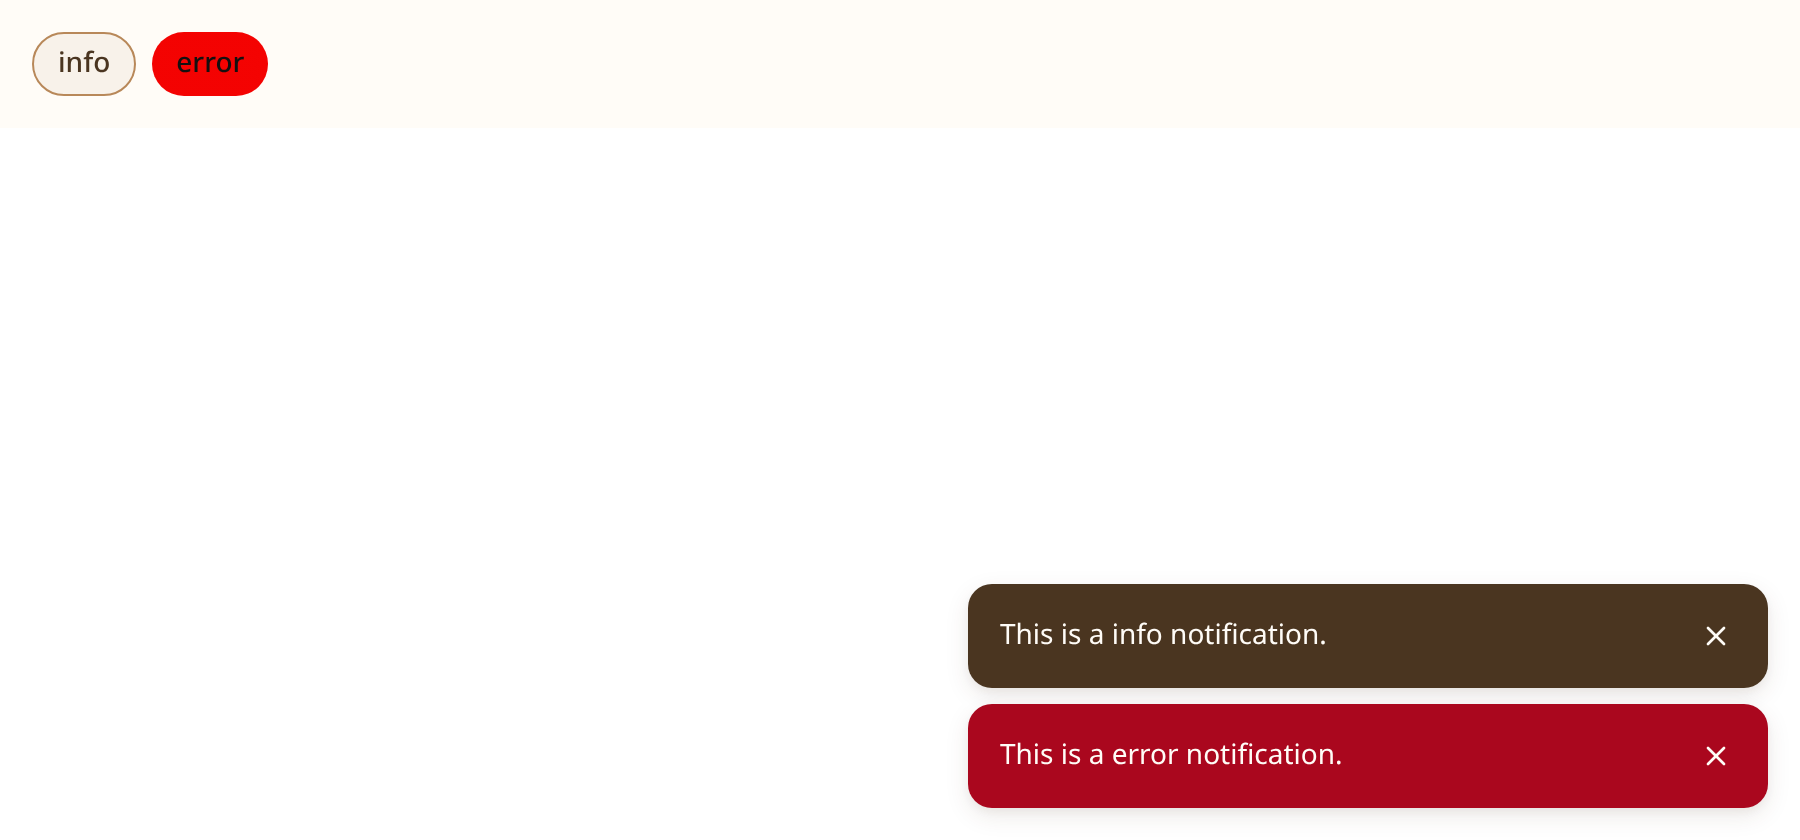 info
error
This is a info notification.
This is a error notification.